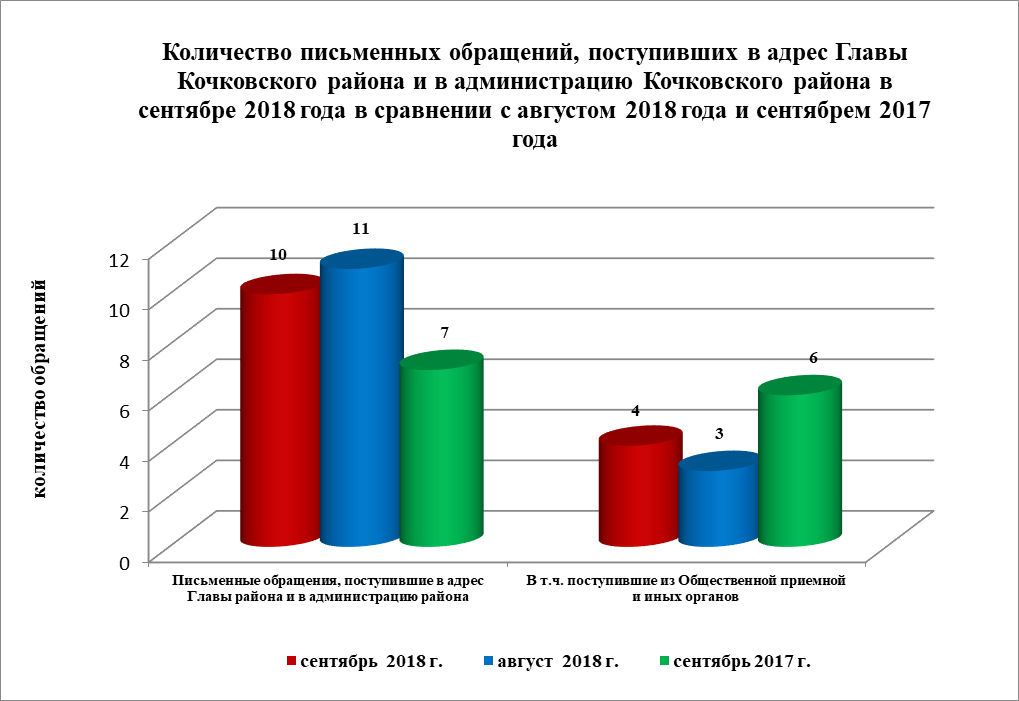 Количество письменных обращений, поступивших в адрес Главы
Кочковского района и в администрацию Кочковского района в
сентябре 2018 года в сравнении с августом 2018 года и сентябрем 2017
года
количество обращений
12
10
8
6
4
2
0
10
11
7
4
3
6
Письменные обращения, поступившие в адрес
Главы района и в администрацию района
В т.ч. поступившие из Общественной приемной
и иных органов
сентябрь 2018 г.
август 2018 г.
сентябрь 2017 г.